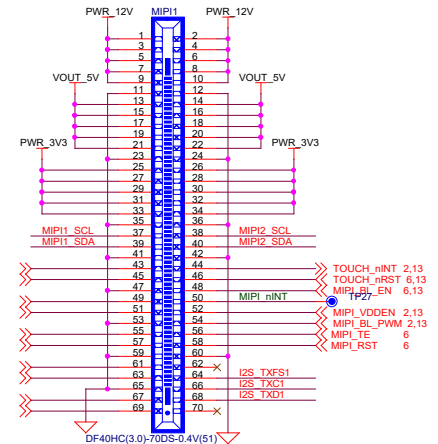 PWR_12V MIPI1 PWR_12V
1 2
3 4
5 6
7 8
9 10
11 12
VOUT_5V VOUT_5V
13 14
15 16
17 18
19 20
21 22
PWR_3V3 PWR_3V3
23 24
25 26
27 28
29 30
31 32
33 34
35 36
MIPI1_SCL 37 38 MIPI2_SCL
MIPI1_SDA 39 40 MIPI2_SDA
41 42
43 44 TOUCH_nINT 2,13
45 46 TOUCH_nRST 6,13
47 48 MIPI_BL_EN 6,13
49 50 MIPI_nINT TP27
51 52 MIPI_VDDEN 2,13
53 54 MIPI_BL_PWM 2,13
55 56 MIPI_TE 6
57 58 MIPI_RST 6
59 60
61 62
63 64 I2S_TXFS1
65 66 I2S_TXC1
67 68 I2S_TXD1
69 70
DF40HC(3.0)-70DS-0.4V(51)